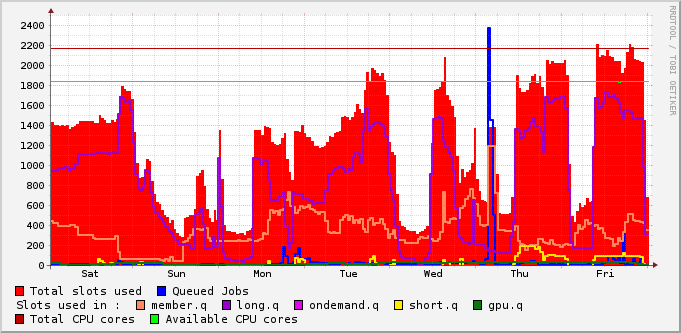 RRDTOOL / TOBI OETIKER
2400
2200
2000
1800
1600
1400
1200
1000
800
600
400
200
0
Sat Sun Mon Tue Wed Thu Fri
Total slots used Queued Jobs
Slots used in : member.q long.q ondemand.q short.q gpu.q
Total CPU cores Available CPU cores